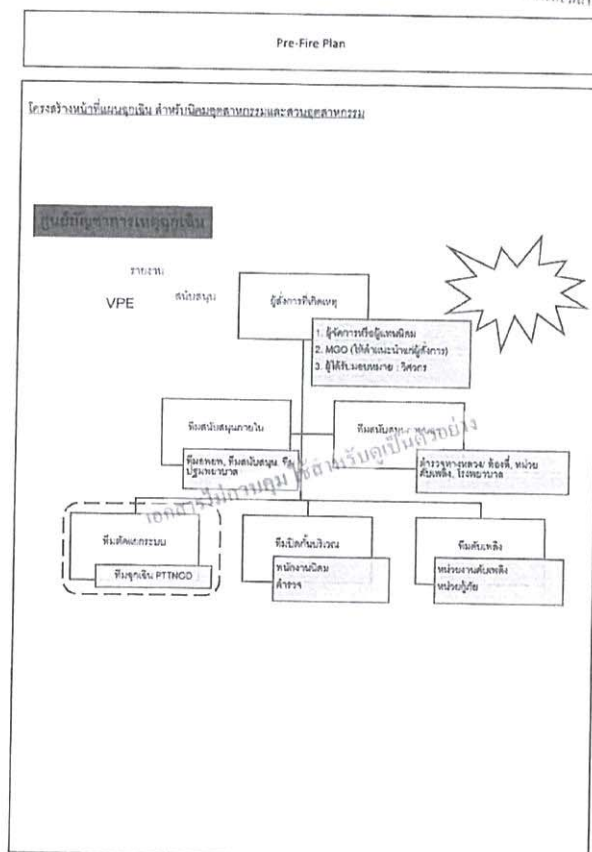 Pre-Fire Plan
โครงสร้างหน้าที่แผนฉุกเฉิน สำหรับนิคมอุตสาหกรรมและสวนอุตสาหกรรม
ศูนย์บัญชาการเหตุฉุกเฉิน
รายงาน
VPE
สนับสนุน
ผู้สั่งการที่เกิดเหตุ
1. ผู้จัดการหรือผู้แทนนิคม
2. MGO (ให้คำแนะนำแก่ผู้สั่งการ)
3. ผู้ได้รับมอบหมาย : วิศวกร
ทีมสนับสนุนภายใน
ทีมอพยพ, ทีมสนับสนุน, ทีม
ปฐมพยาบาล
ทีมสนับสนุน
ตำรวจทางหลวง/ ท้องที่, หน่วย
ดับเพลิง, โรงพยาบาล
เอกสารไม่ควบคุม ใช้สำหรับดูเป็นตัวอย่าง
ทีมตัดแยกระบบ
ทีมฉุกเฉิน PTTNGD
ทีมปิดกั้นบริเวณ
พนักงานนิคม
ตำรวจ
ทีมดับเพลิง
หน่วยงานดับเพลิง
หน่วยกู้ภัย